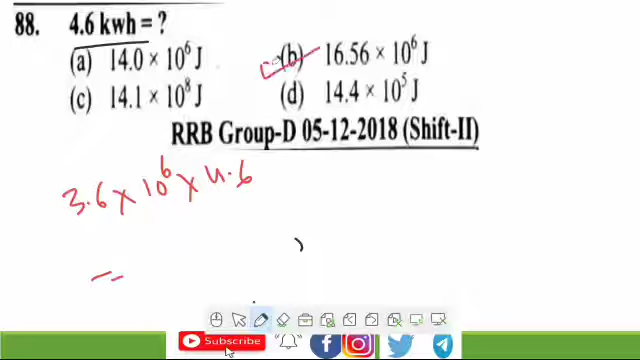 88. 4.6 kwh = ?
(a) 14.0 × 10⁶ J (b) 16.56 × 10⁶ J
(c) 14.1 × 10⁸ J (d) 14.4 × 10⁵ J
RRB Group-D 05-12-2018 (Shift-II)
3.6 × 10⁶ × 4.6
=
Subscribe